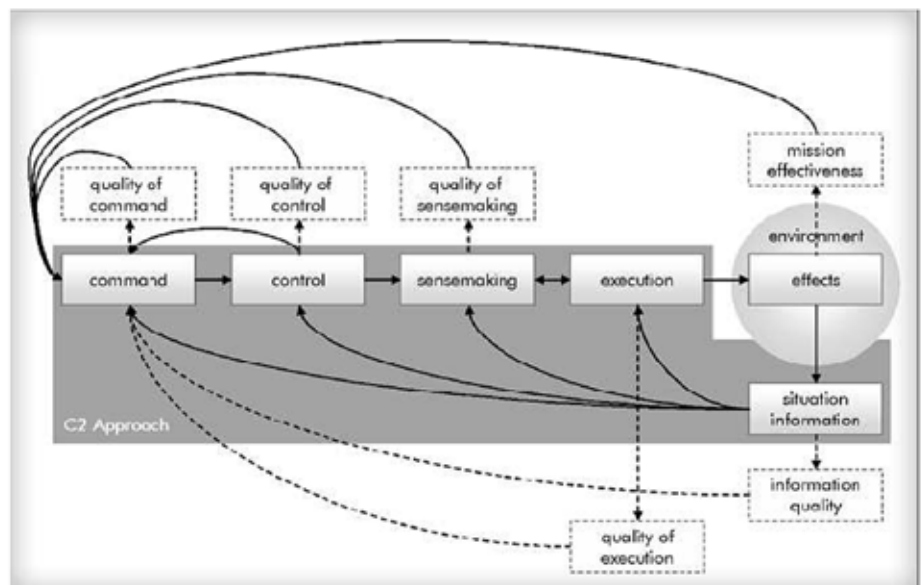 mission
effectiveness
quality of
command
quality of
control
quality of
sensemaking
environment
command
control
sensemaking
execution
effects
situation
information
C2 Approach
information
quality
quality of
execution